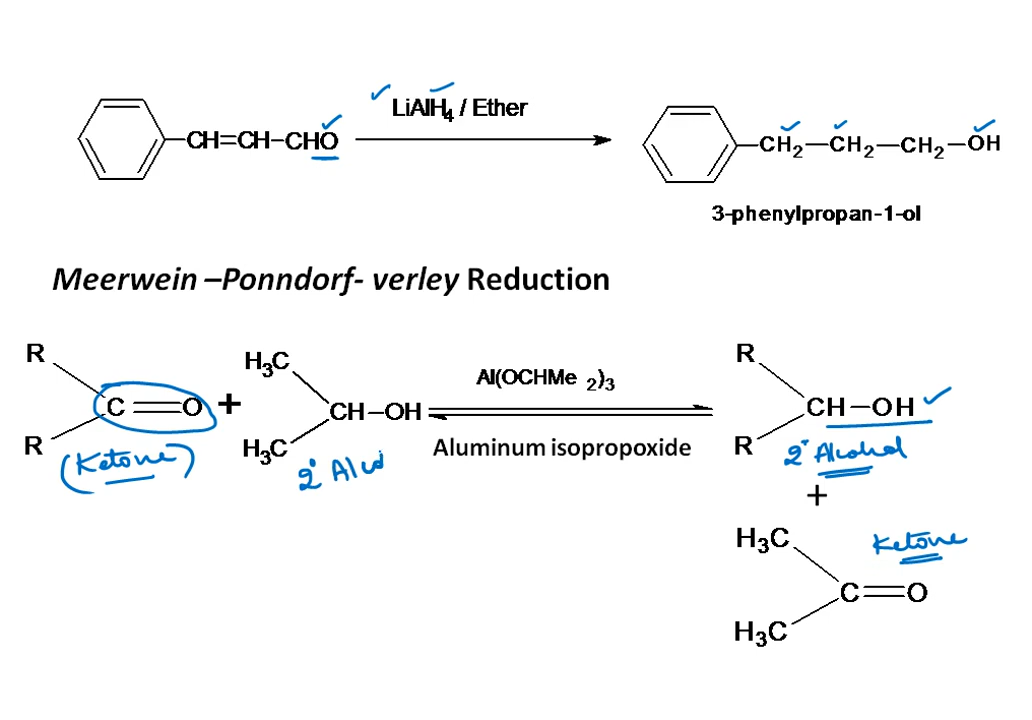 LiAlH4 / Ether
CH=CH-CHO
CH2-CH2-CH2-OH
3-phenylpropan-1-ol
Meerwein –Ponndorf- verley Reduction
R
C=O
R
(Ketone)
+
H3C
CH-OH
H3C
2° Alcd
Al(OCHMe 2)3
Aluminum isopropoxide
R
CH-OH
R
2° Alcohol
+
H3C
C=O
H3C
Ketone